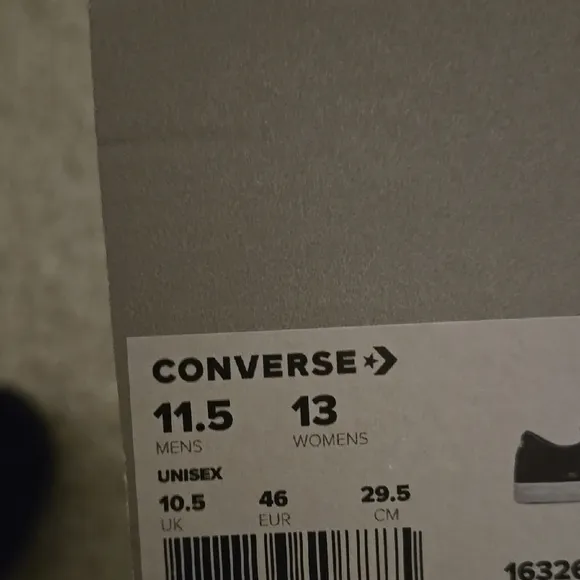 CONVERSE
11.5 13
MENS WOMENS
UNISEX
10.5 46 29.5
UK EUR CM